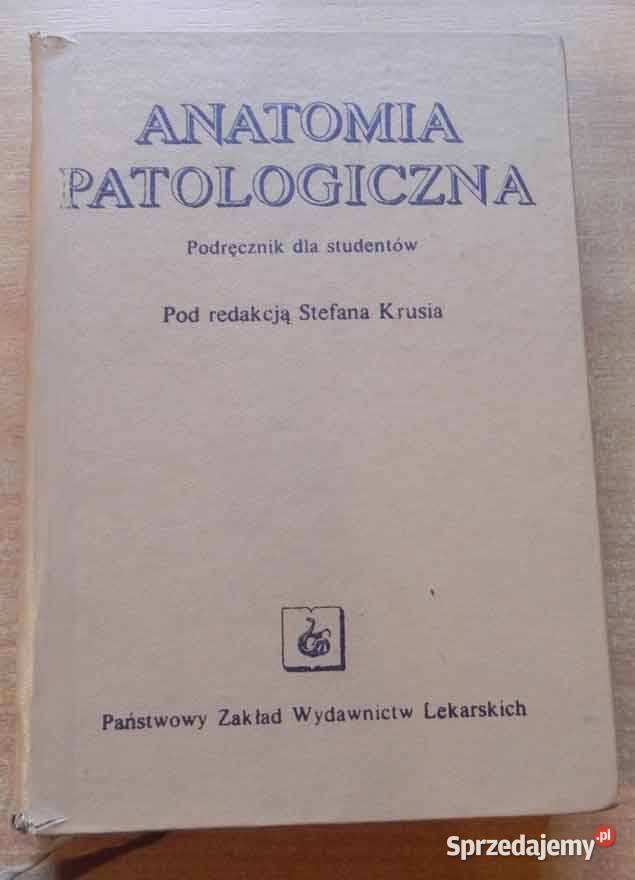 ANATOMIA
PATOLOGICZNA
Podręcznik dla studentów
Pod redakcją Stefana Krusia
Państwowy Zakład Wydawnictw Lekarskich
Sprzedajemy.pl